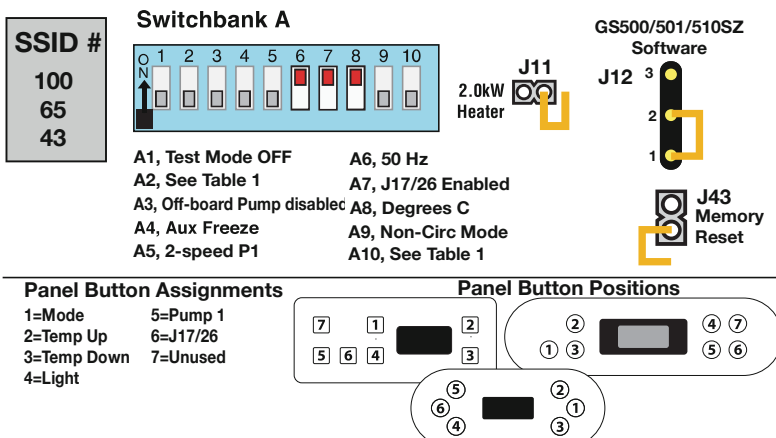 SSID #
100
65
43
Switchbank A
ON
1 2 3 4 5 6 7 8 9 10
A1, Test Mode OFF
A2, See Table 1
A3, Off-board Pump disabled
A4, Aux Freeze
A5, 2-speed P1
A6, 50 Hz
A7, J17/26 Enabled
A8, Degrees C
A9, Non-Circ Mode
A10, See Table 1
J11
2.0kW
Heater
GS500/501/510SZ
Software
J12
3
2
1
J43
Memory
Reset
Panel Button Assignments
1=Mode
2=Temp Up
3=Temp Down
4=Light
5=Pump 1
6=J17/26
7=Unused
Panel Button Positions
7 1 2
5 6 4 3
2 4 7
1 3 5 6
5 2
6 1
4 3